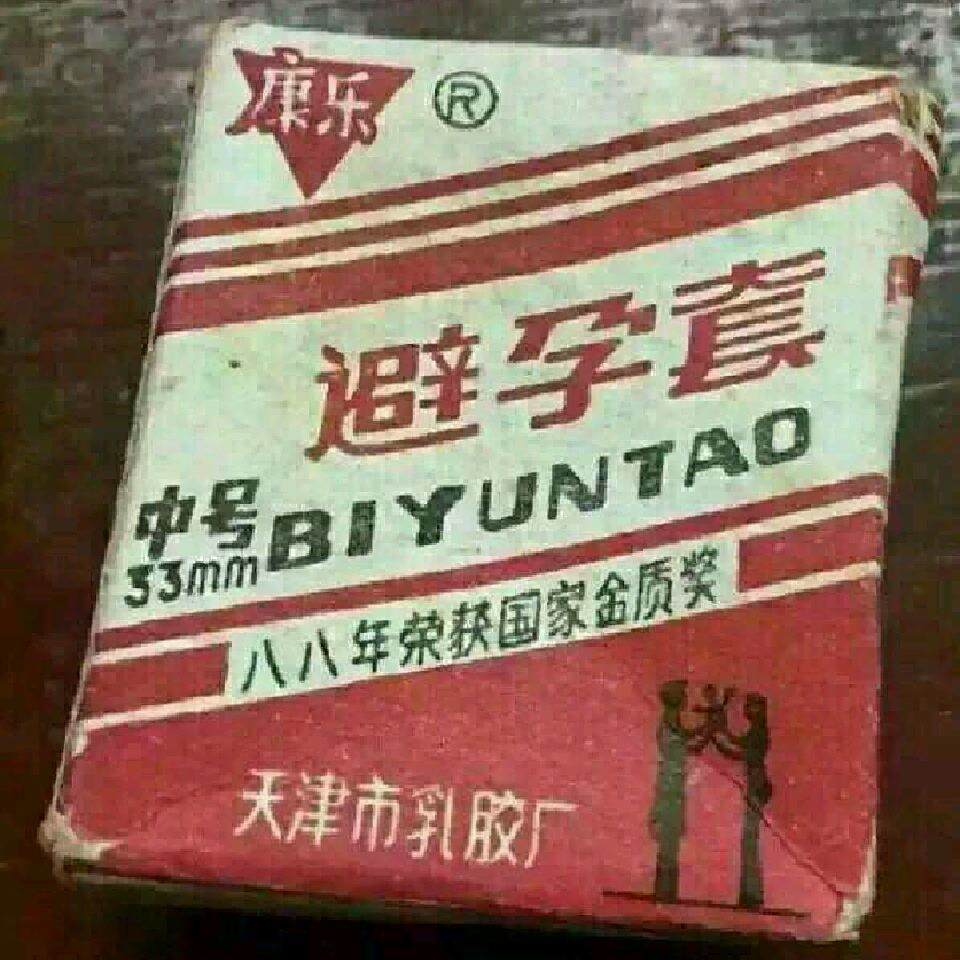 康乐 ®
避孕套
中号 BIYUNTAO
33mm
八八年荣获国家金质奖
天津市乳胶厂